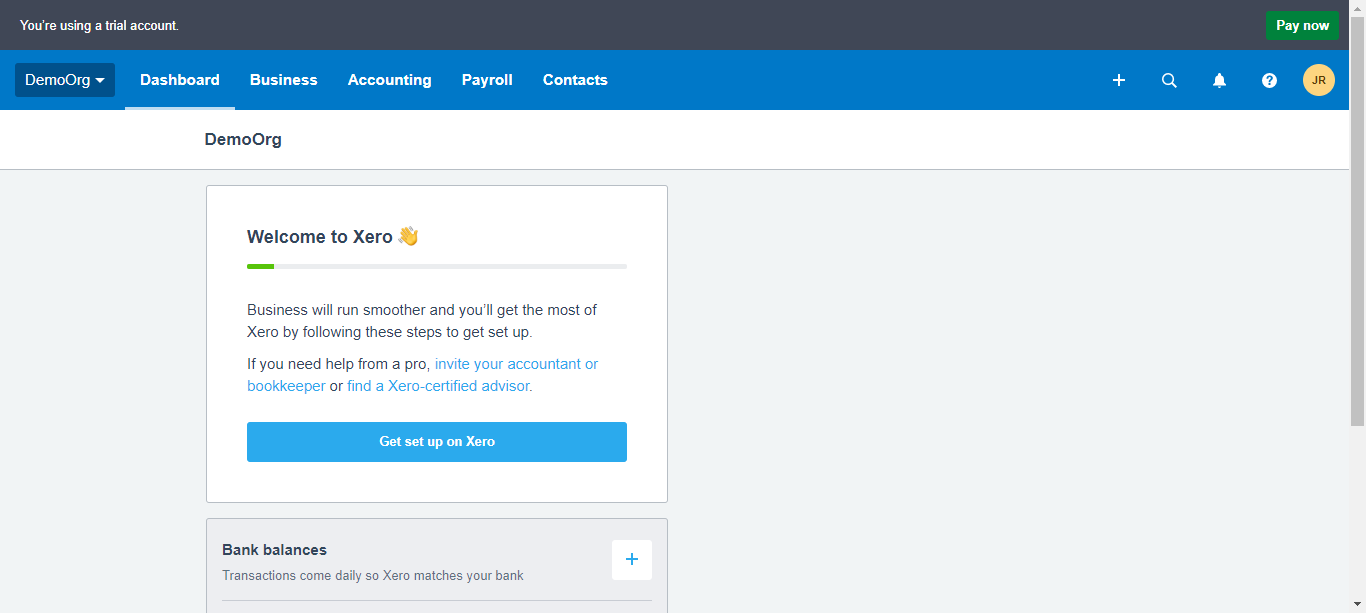 You're using a trial account.
Pay now
DemoOrg
Dashboard
Business
Accounting
Payroll
Contacts
JR
DemoOrg
Welcome to Xero 👋
Business will run smoother and you'll get the most of
Xero by following these steps to get set up.
If you need help from a pro, invite your accountant or
bookkeeper or find a Xero-certified advisor.
Get set up on Xero
Bank balances
Transactions come daily so Xero matches your bank